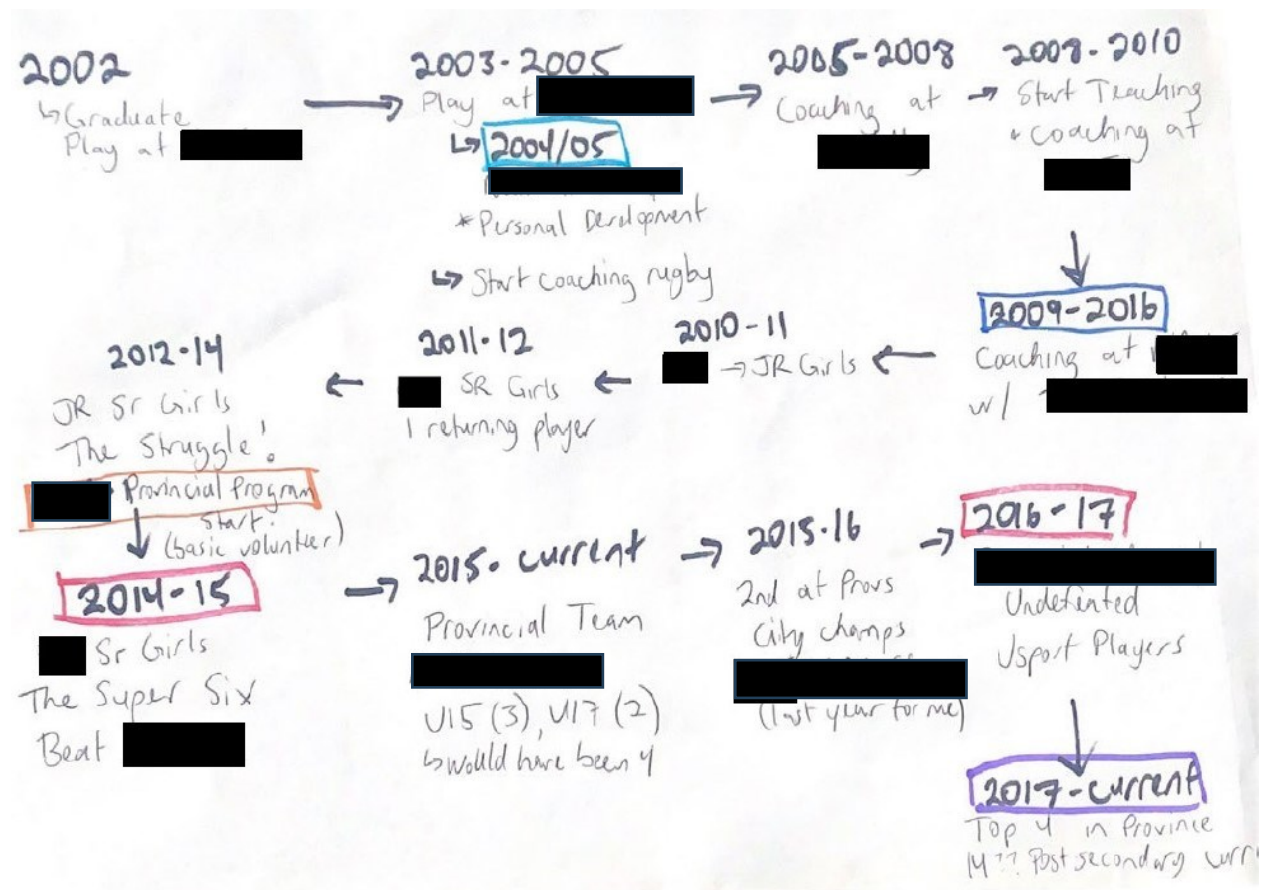 2002
↳ Graduate
Play at
2003-2005
Play at
↳ 2004/05
* Personal Development
↳ Start coaching rugby
2005-2008
Coaching at
2008-2010
Start Teaching
+ coaching at
2009-2016
Coaching at
w/
2010-11
→ JR Girls
2011-12
SR Girls
1 returning player
2012-14
JR Sr Girls
The Struggle!
Provincial Program
Start.
(basic volunteer)
2014-15
Sr Girls
The Super Six
Beat
2015- current
Provincial Team
U15 (3), U17 (2)
↳ would have been 4
2015-16
2nd at Provs
City champs
(last year for me)
2016-17
Undefeated
Usport Players
2017-current
Top 4 in Province
14?? Post secondary